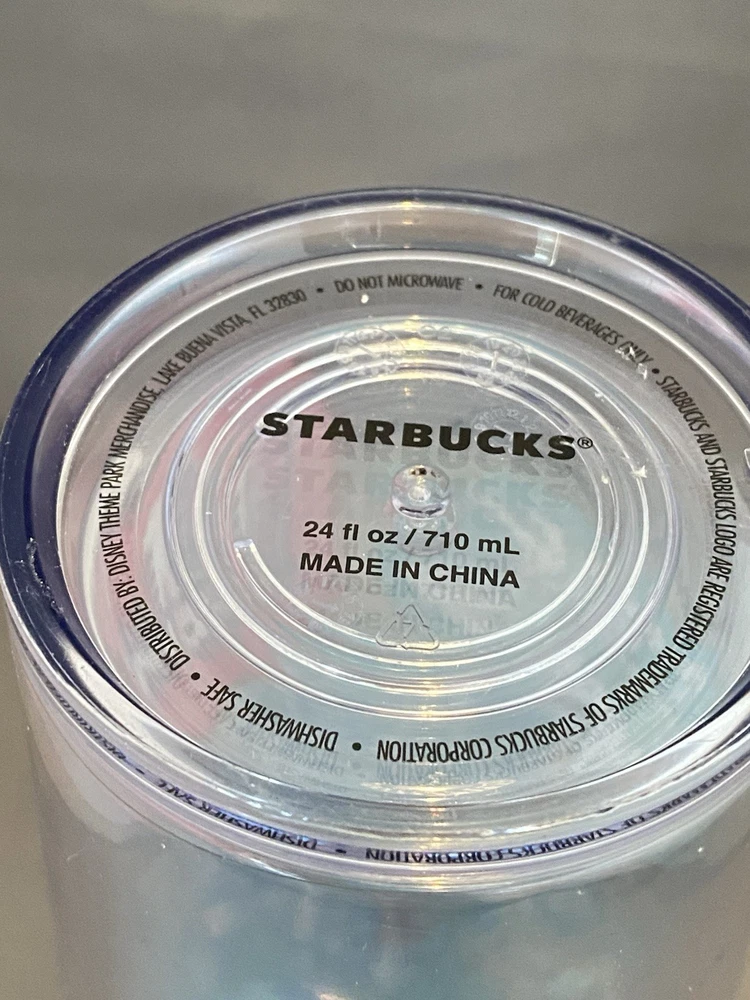 STARBUCKS®
24 fl oz / 710 mL
MADE IN CHINA
DISHWASHER SAFE • DISTRIBUTED BY: DISNEY THEME PARK MERCHANDISE, LAKE BUENA VISTA, FL 32830 • DO NOT MICROWAVE • FOR COLD BEVERAGES ONLY • STARBUCKS AND STARBUCKS LOGO ARE REGISTERED TRADEMARKS OF STARBUCKS CORPORATION •